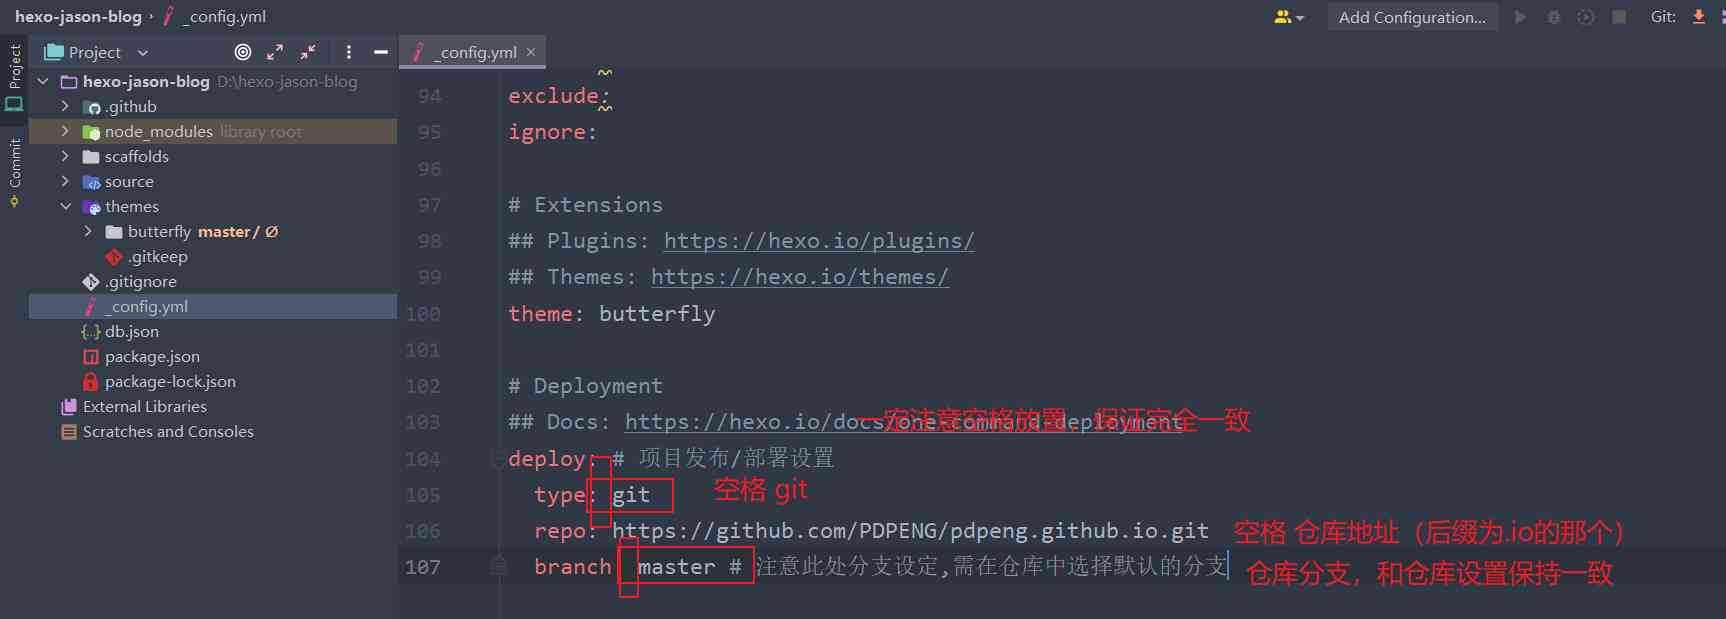 hexo-jason-blog
_config.yml
Add Configuration...
Git:
Project
Commit
Project
_config.yml
hexo-jason-blog D:\hexo-jason-blog
.github
node_modules library root
scaffolds
source
themes
butterfly master / Ø
.gitkeep
.gitignore
_config.yml
db.json
package.json
package-lock.json
External Libraries
Scratches and Consoles
94 exclude:
95 ignore:
96
97 # Extensions
98 ## Plugins: https://hexo.io/plugins/
99 ## Themes: https://hexo.io/themes/
100 theme: butterfly
101
102 # Deployment
103 ## Docs: https://hexo.io/docs/one-command-deployment
一定注意空格放置，保证完全一致
104 deploy: # 项目发布/部署设置
105 type: git
空格 git
106 repo: https://github.com/PDPENG/pdpeng.github.io.git
空格 仓库地址（后缀为.io的那个）
107 branch: master # 注意此处分支设定,需在仓库中选择默认的分支
仓库分支，和仓库设置保持一致